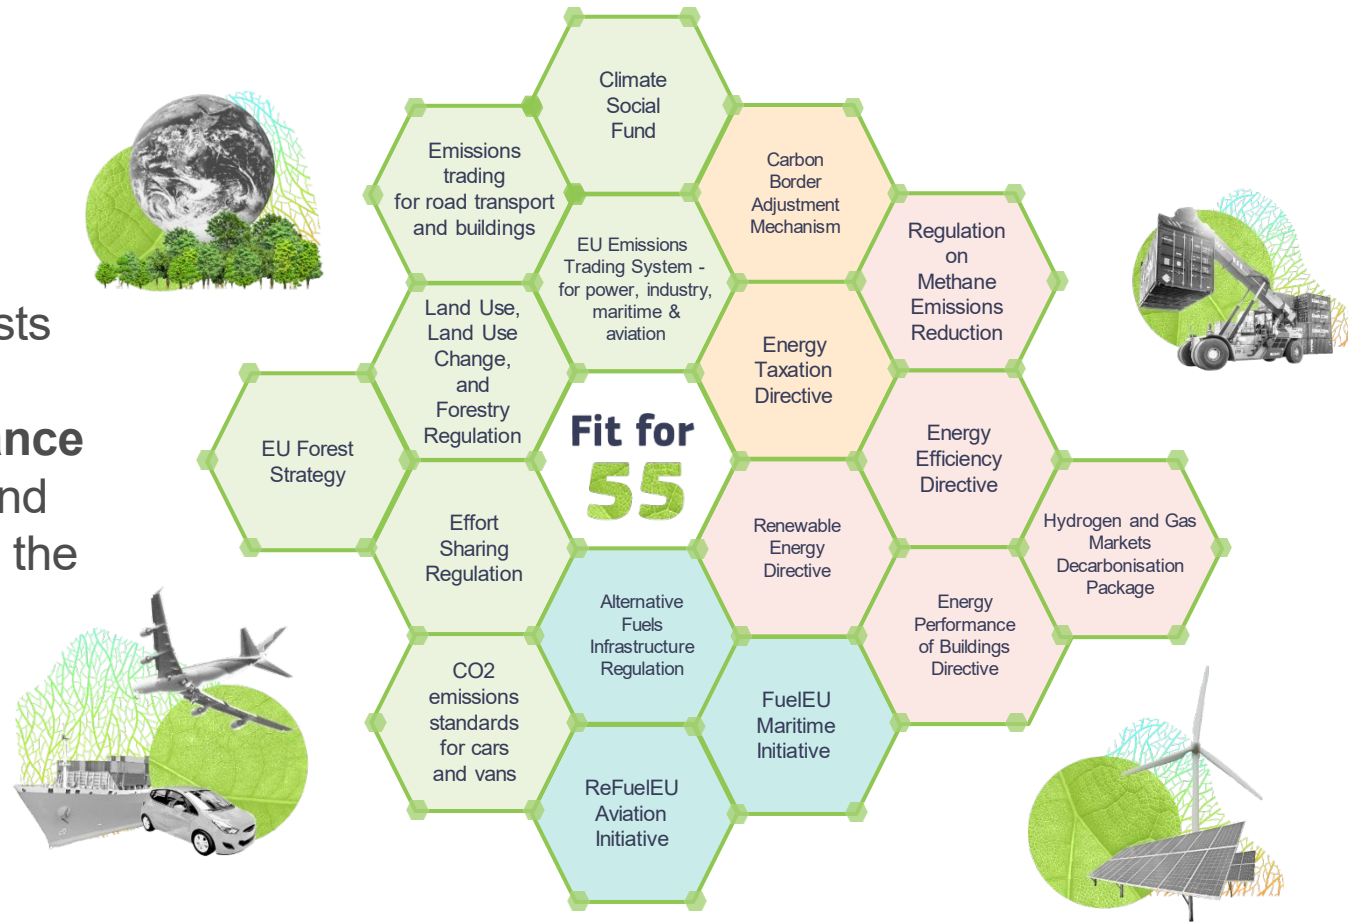 Climate
Social
Fund
Emissions
trading
for road transport
and buildings
Carbon
Border
Adjustment
Mechanism
EU Emissions
Trading System -
for power, industry,
maritime &
aviation
Regulation
on
Methane
Emissions
Reduction
Land Use,
Land Use
Change,
and
Forestry
Regulation
Energy
Taxation
Directive
EU Forest
Strategy
Fit for
55
Energy
Efficiency
Directive
Effort
Sharing
Regulation
Renewable
Energy
Directive
Hydrogen and Gas
Markets
Decarbonisation
Package
Alternative
Fuels
Infrastructure
Regulation
Energy
Performance
of Buildings
Directive
CO2
emissions
standards
for cars
and vans
FuelEU
Maritime
Initiative
ReFuelEU
Aviation
Initiative
the